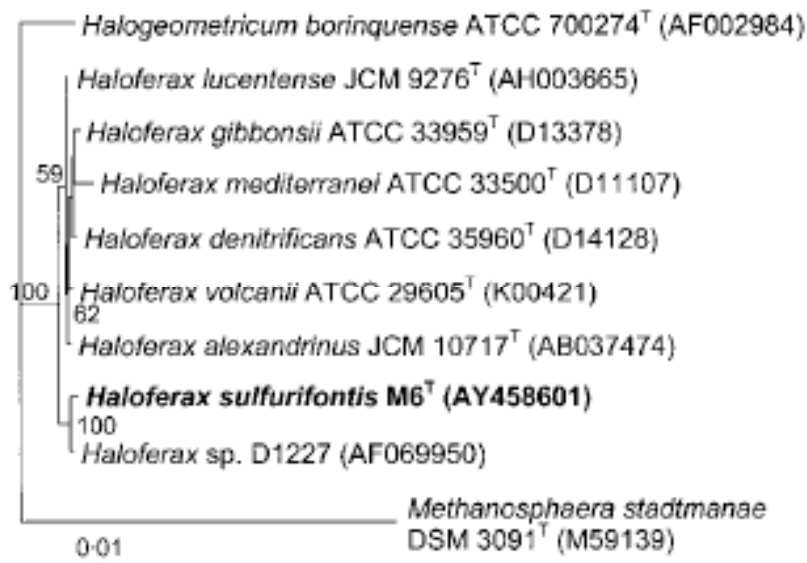 Halogeometricum borinquense ATCC 700274ᵀ (AF002984)
Haloferax lucentense JCM 9276ᵀ (AH003665)
Haloferax gibbonsii ATCC 33959ᵀ (D13378)
59
Haloferax mediterranei ATCC 33500ᵀ (D11107)
Haloferax denitrificans ATCC 35960ᵀ (D14128)
100 Haloferax volcanii ATCC 29605ᵀ (K00421)
62
Haloferax alexandrinus JCM 10717ᵀ (AB037474)
Haloferax sulfurifontis M6ᵀ (AY458601)
100
Haloferax sp. D1227 (AF069950)
Methanosphaera stadtmanae
DSM 3091ᵀ (M59139)
0·01